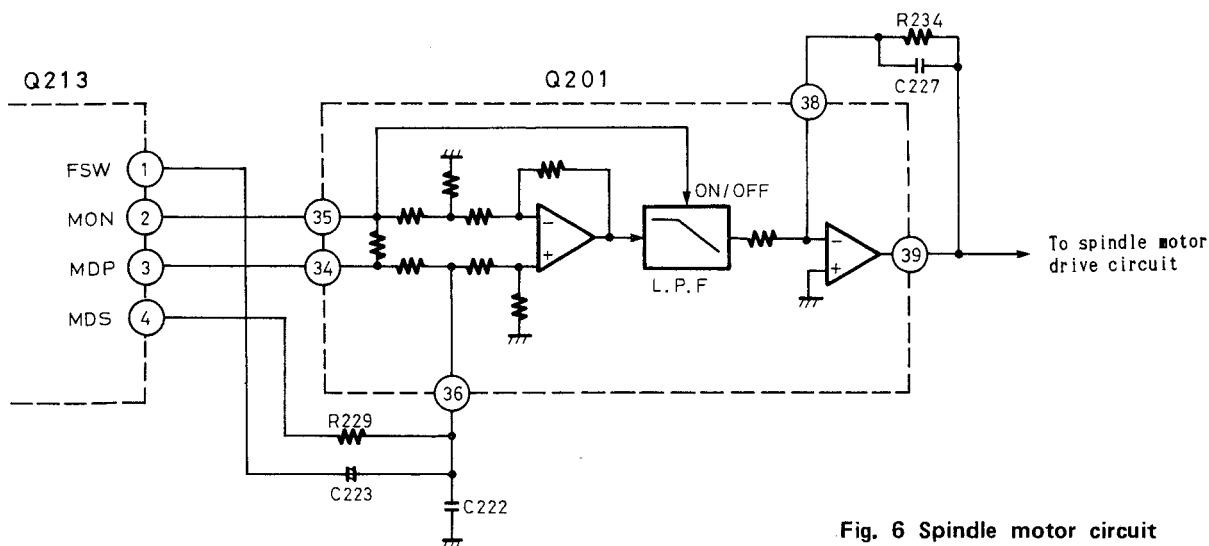 R234
C227
Q213
Q201
FSW
1
MON
2
MDP
3
MDS
4
35
34
38
ON/OFF
−
+
L.P.F
−
+
39
To spindle motor
drive circuit
36
R229
C223
C222
Fig. 6 Spindle motor circuit